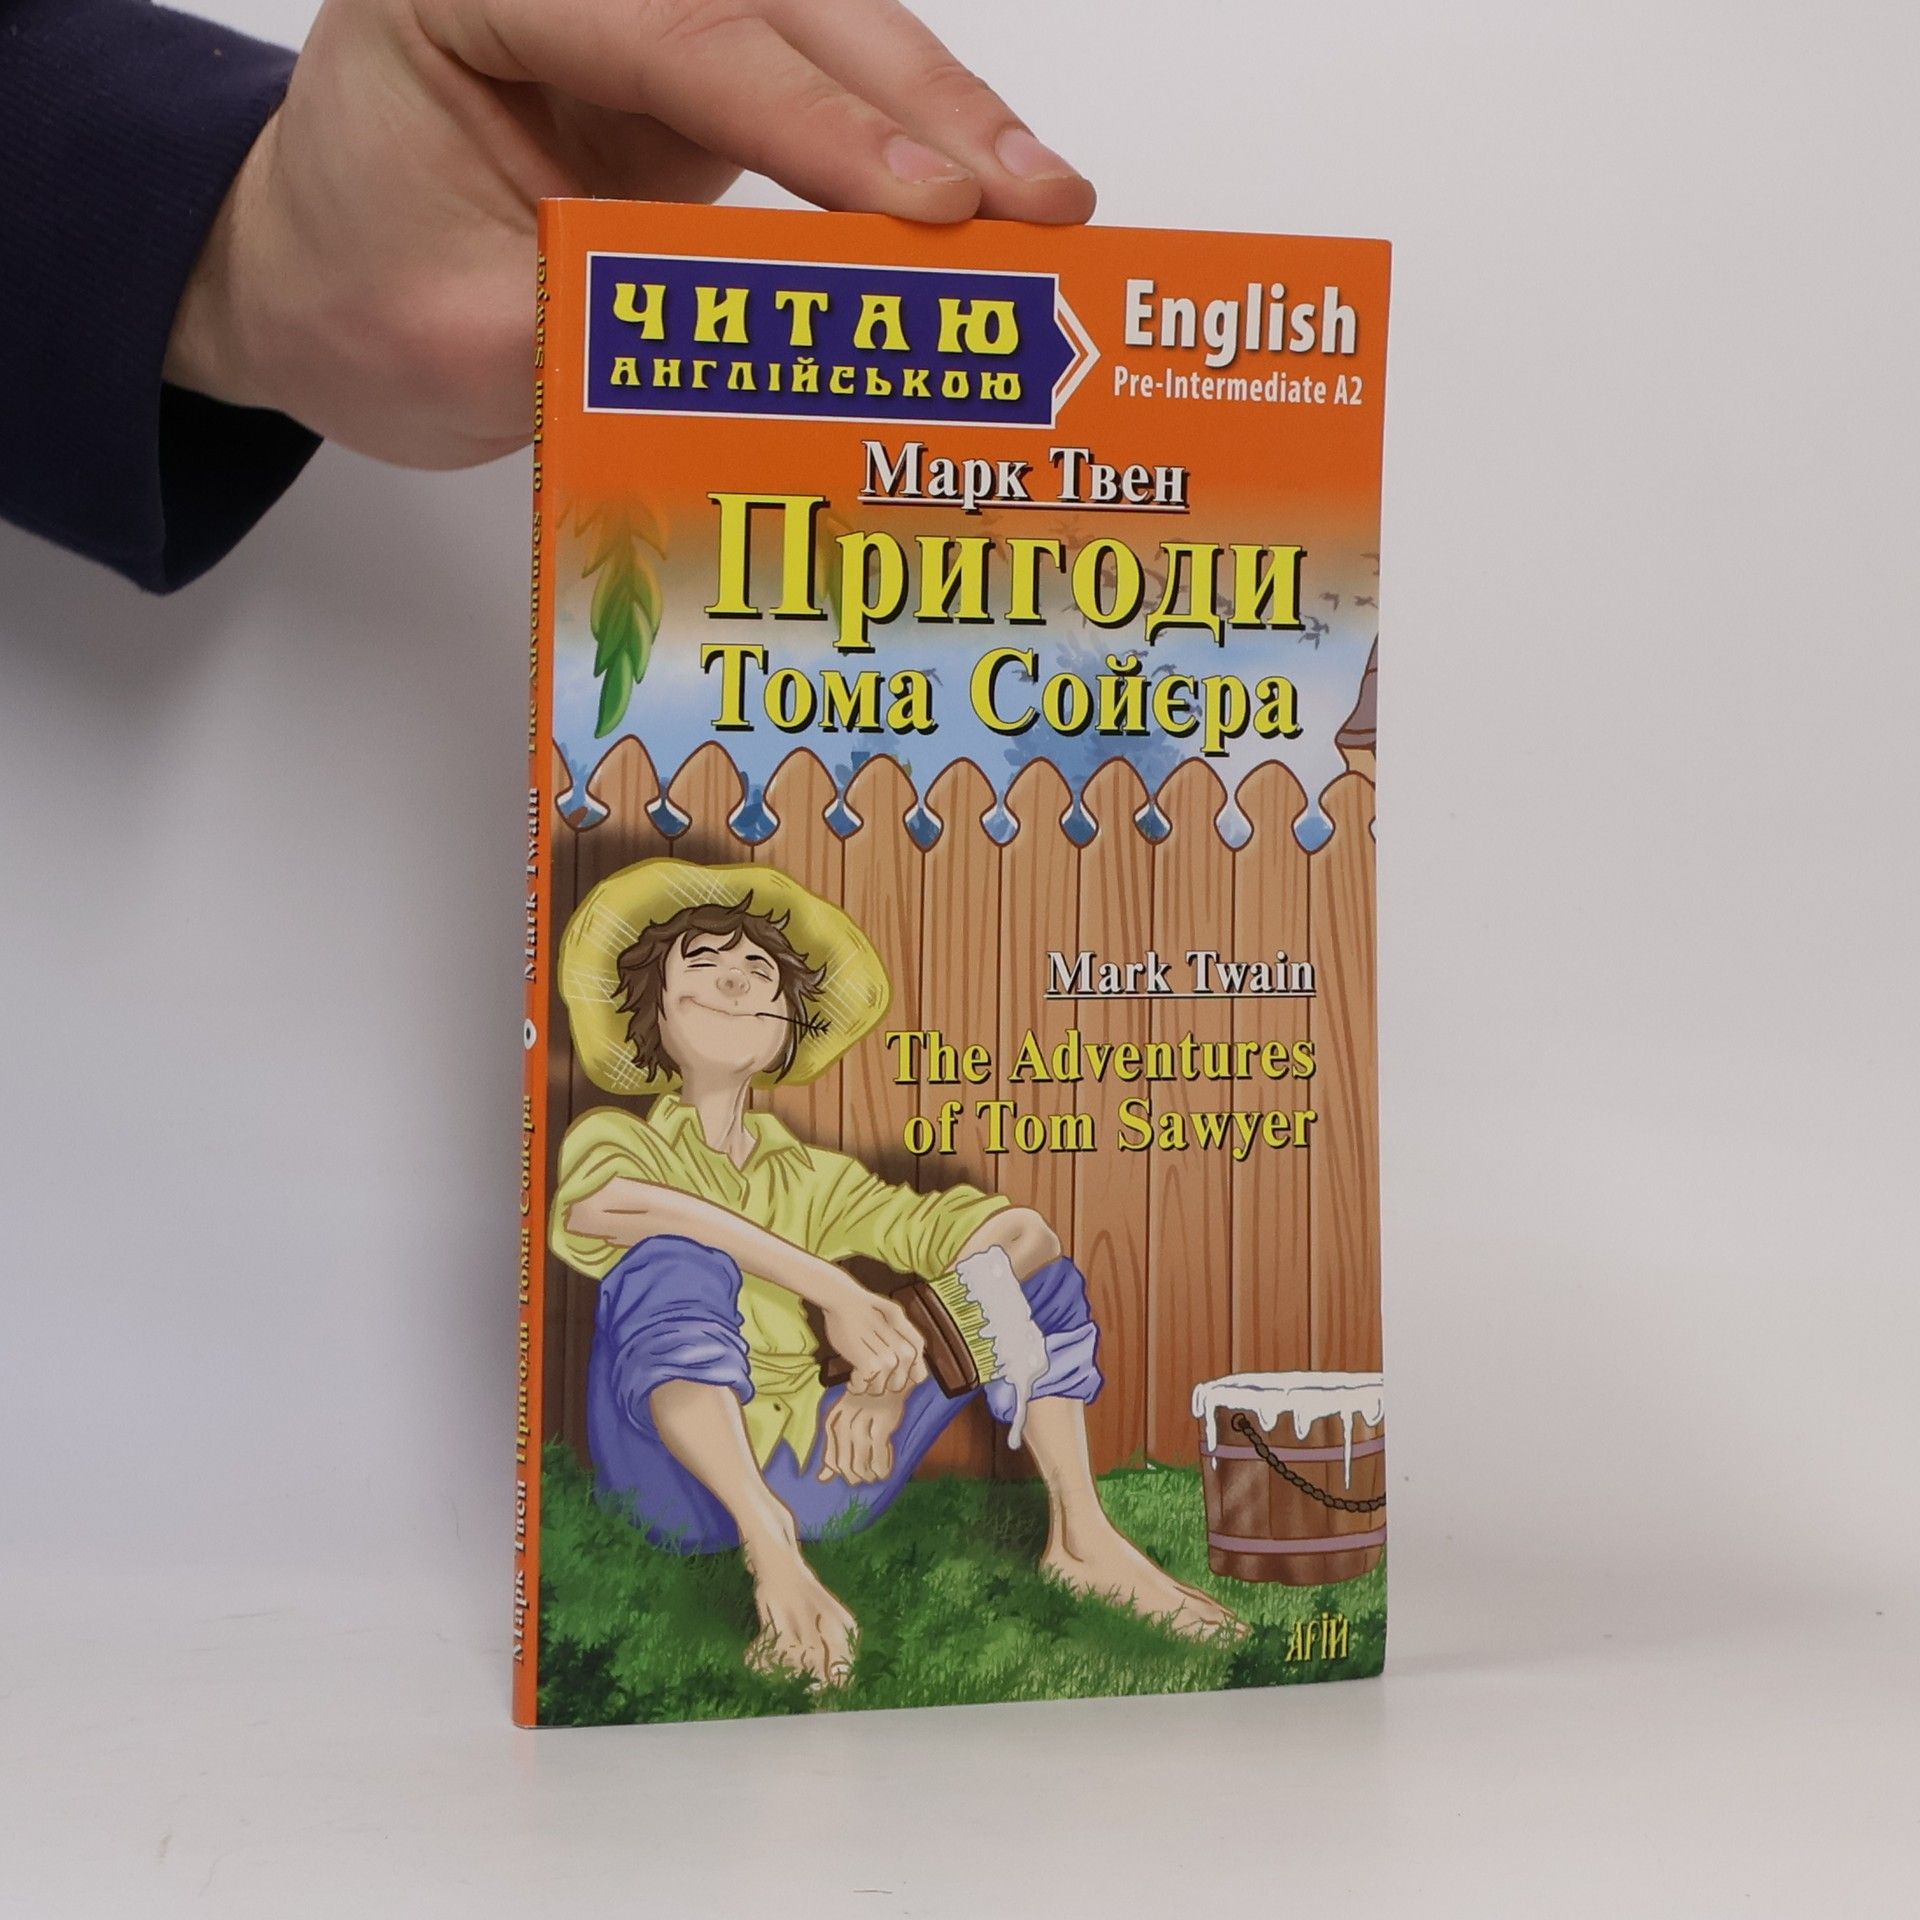 ЧИТАЮ
АНГЛІЙСЬКОЮ
English
Pre-Intermediate A2
Марк Твен
Пригоди
Тома Сойєра
Mark Twain
The Adventures
of Tom Sawyer
АРІЙ
Марк Твен Пригоди Тома Сойєра Mark Twain The Adventures of Tom Sawyer